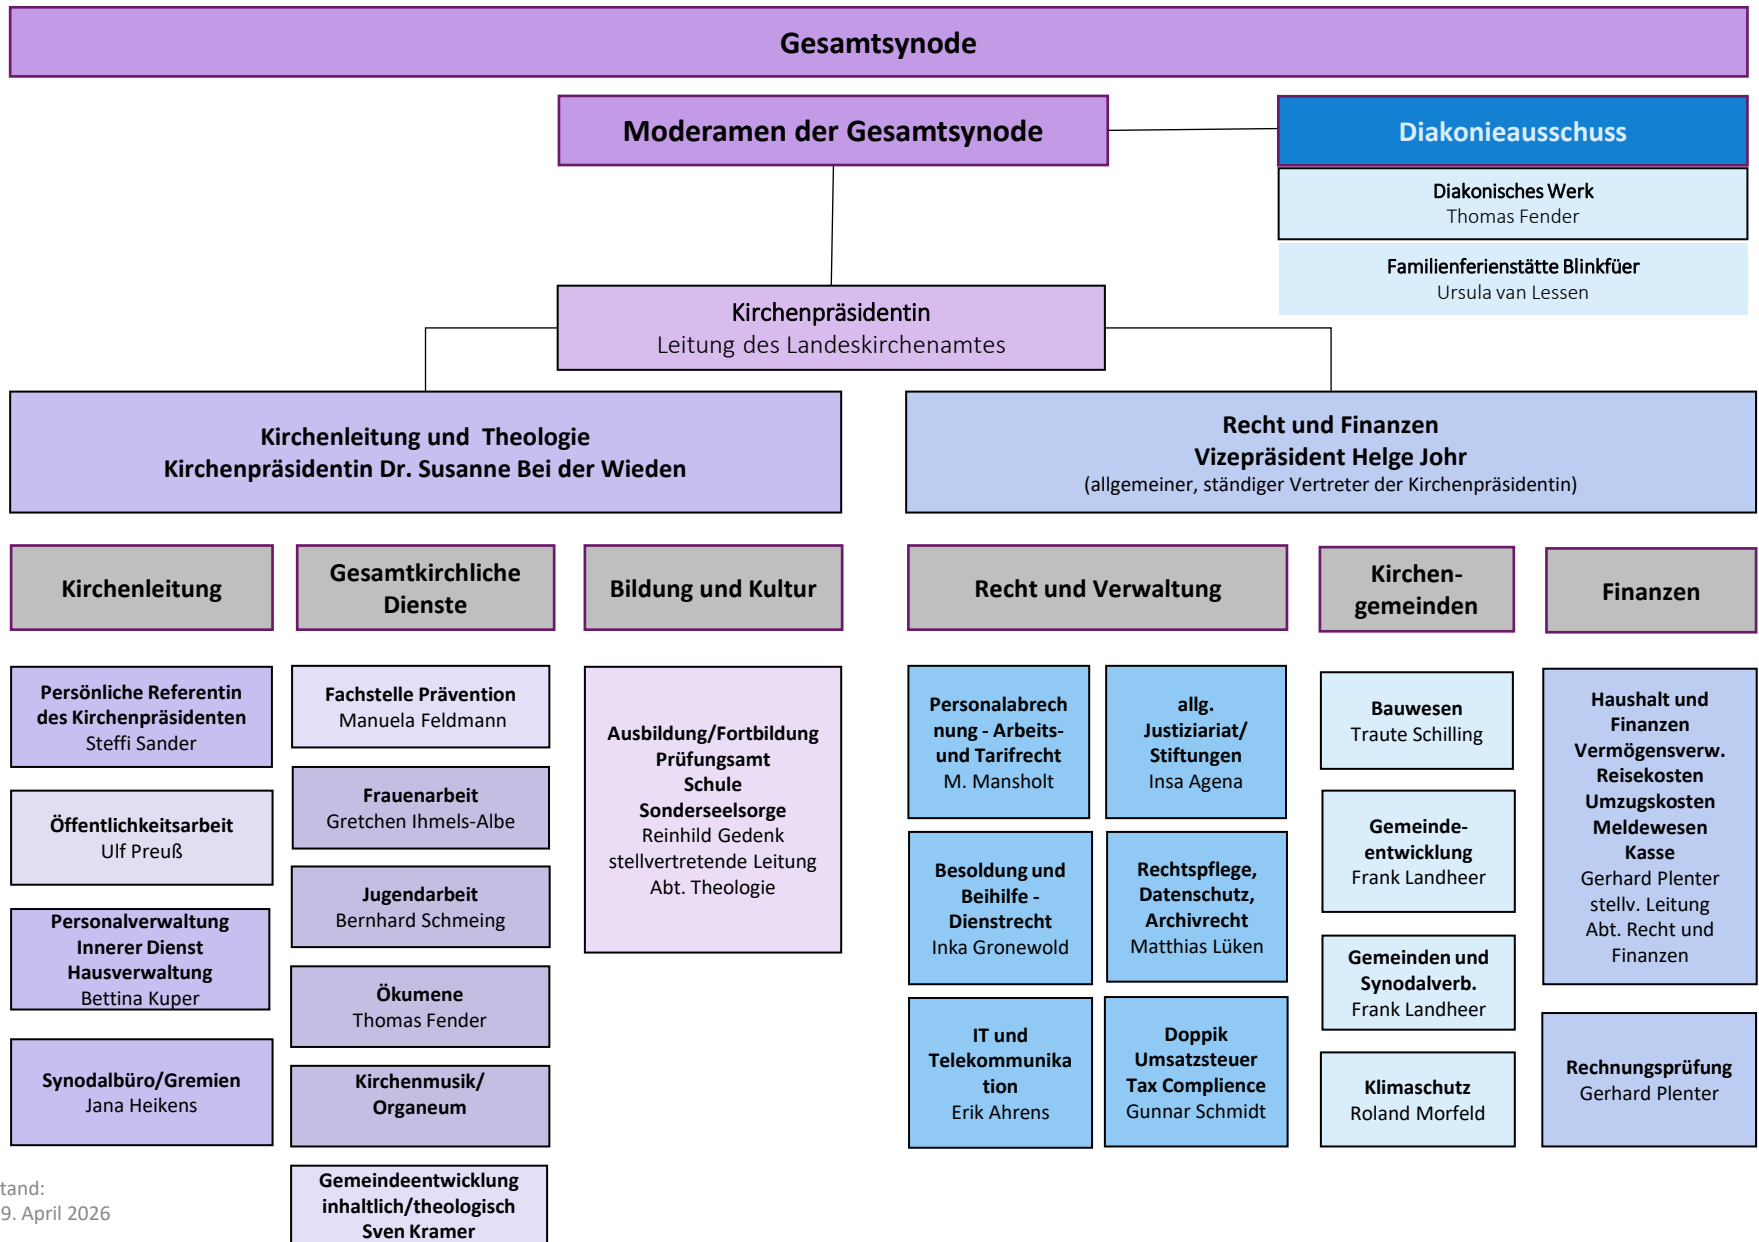 Gesamtsynode
Moderamen der Gesamtsynode
Diakonieausschuss
Diakonisches Werk
Thomas Fender
Familienferienstätte Blinkfüer
Ursula van Lessen
Kirchenpräsidentin
Leitung des Landeskirchenamtes
Kirchenleitung und Theologie
Kirchenpräsidentin Dr. Susanne Bei der Wieden
Recht und Finanzen
Vizepräsident Helge Johr
(allgemeiner, ständiger Vertreter der Kirchenpräsidentin)
Kirchenleitung
Persönliche Referentin
des Kirchenpräsidenten
Steffi Sander
Öffentlichkeitsarbeit
Ulf Preuß
Personalverwaltung
Innerer Dienst
Hausverwaltung
Bettina Kuper
Synodalbüro/Gremien
Jana Heikens
Gesamtkirchliche
Dienste
Fachstelle Prävention
Manuela Feldmann
Frauenarbeit
Gretchen Ihmels-Albe
Jugendarbeit
Bernhard Schmeing
Ökumene
Thomas Fender
Kirchenmusik/
Organeum
Gemeindeentwicklung
inhaltlich/theologisch
Sven Kramer
Bildung und Kultur
Ausbildung/Fortbildung
Prüfungsamt
Schule
Sonderseelsorge
Reinhild Gedenk
stellvertretende Leitung
Abt. Theologie
Recht und Verwaltung
Personalabrech
nung - Arbeits-
und Tarifrecht
M. Mansholt
Besoldung und
Beihilfe -
Dienstrecht
Inka Gronewold
IT und
Telekommunika
tion
Erik Ahrens
allg.
Justiziariat/
Stiftungen
Insa Agena
Rechtspflege,
Datenschutz,
Archivrecht
Matthias Lüken
Doppik
Umsatzsteuer
Tax Complience
Gunnar Schmidt
Kirchen-
gemeinden
Bauwesen
Traute Schilling
Gemeinde-
entwicklung
Frank Landheer
Gemeinden und
Synodalverb.
Frank Landheer
Klimaschutz
Roland Morfeld
Finanzen
Haushalt und
Finanzen
Vermögensverw.
Reisekosten
Umzugskosten
Meldewesen
Kasse
Gerhard Plenter
stellv. Leitung
Abt. Recht und
Finanzen
Rechnungsprüfung
Gerhard Plenter
tand:
9. April 2026